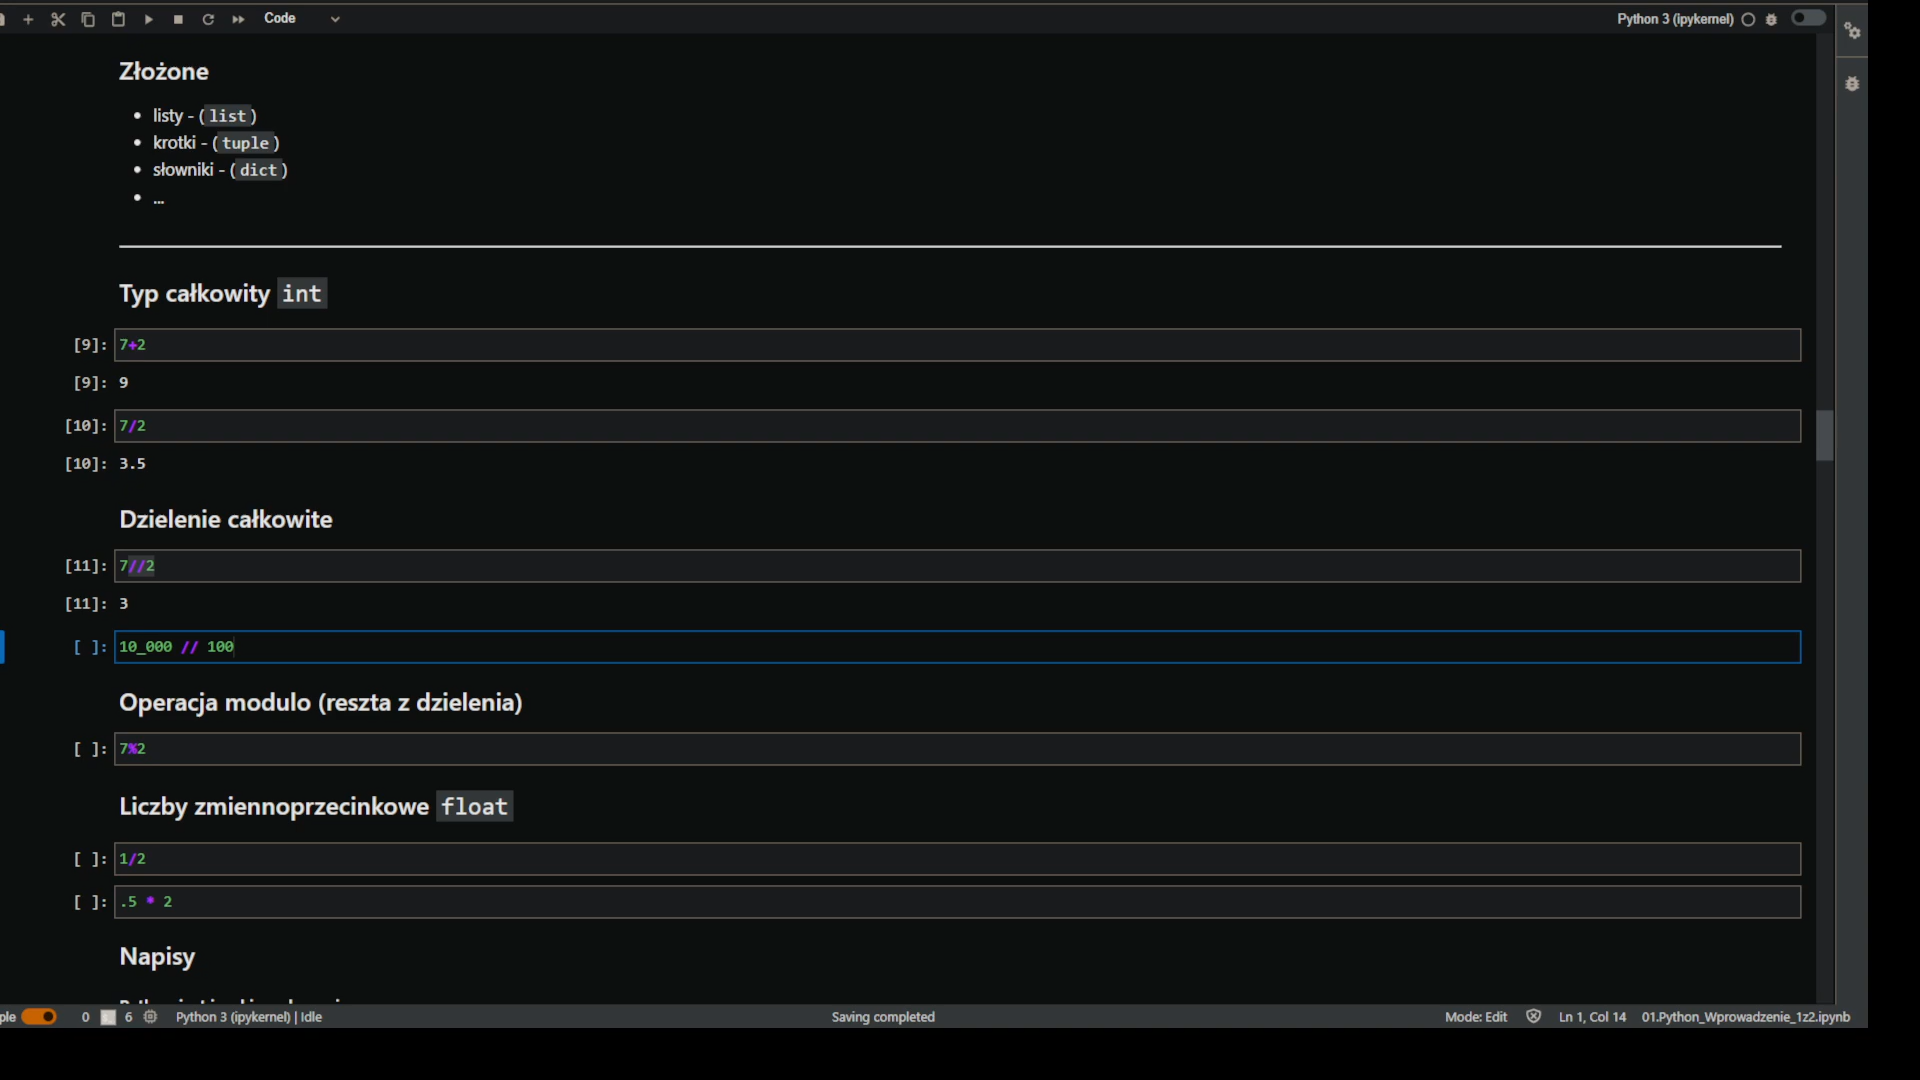 Code
Python 3 (ipykernel)
Złożone
• listy - ( list )
• krotki - ( tuple )
• słowniki - ( dict )
• ...
Typ całkowity int
[9]: 7+2
[9]: 9
[10]: 7/2
[10]: 3.5
Dzielenie całkowite
[11]: 7//2
[11]: 3
[ ]: 10_000 // 100
Operacja modulo (reszta z dzielenia)
[ ]: 7%2
Liczby zmiennoprzecinkowe float
[ ]: 1/2
[ ]: .5 * 2
Napisy
ple 0 6 Python 3 (ipykernel) | Idle Saving completed Mode: Edit Ln 1, Col 14 01.Python_Wprowadzenie_1z2.ipynb